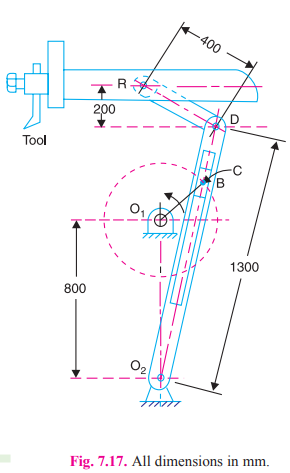 400
R
200
D
Tool
C
B
O1
1300
800
O2
Fig. 7.17. All dimensions in mm.